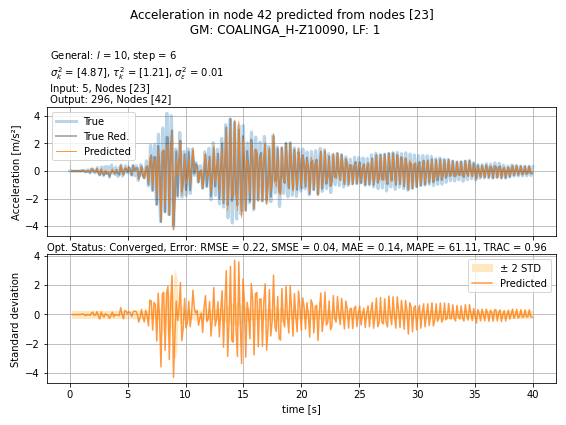 Acceleration in node 42 predicted from nodes [23]
GM: COALINGA_H-Z10090, LF: 1
General: l = 10, step = 6
σ²ₖ = [4.87], τ²ₖ = [1.21], σ²ε = 0.01
Input: 5, Nodes [23]
Output: 296, Nodes [42]
Acceleration [m/s²]
4
2
0
−2
−4
True
True Red.
Predicted
Opt. Status: Converged, Error: RMSE = 0.22, SMSE = 0.04, MAE = 0.14, MAPE = 61.11, TRAC = 0.96
Standard deviation
4
2
0
−2
−4
± 2 STD
Predicted
0 5 10 15 20 25 30 35 40
time [s]